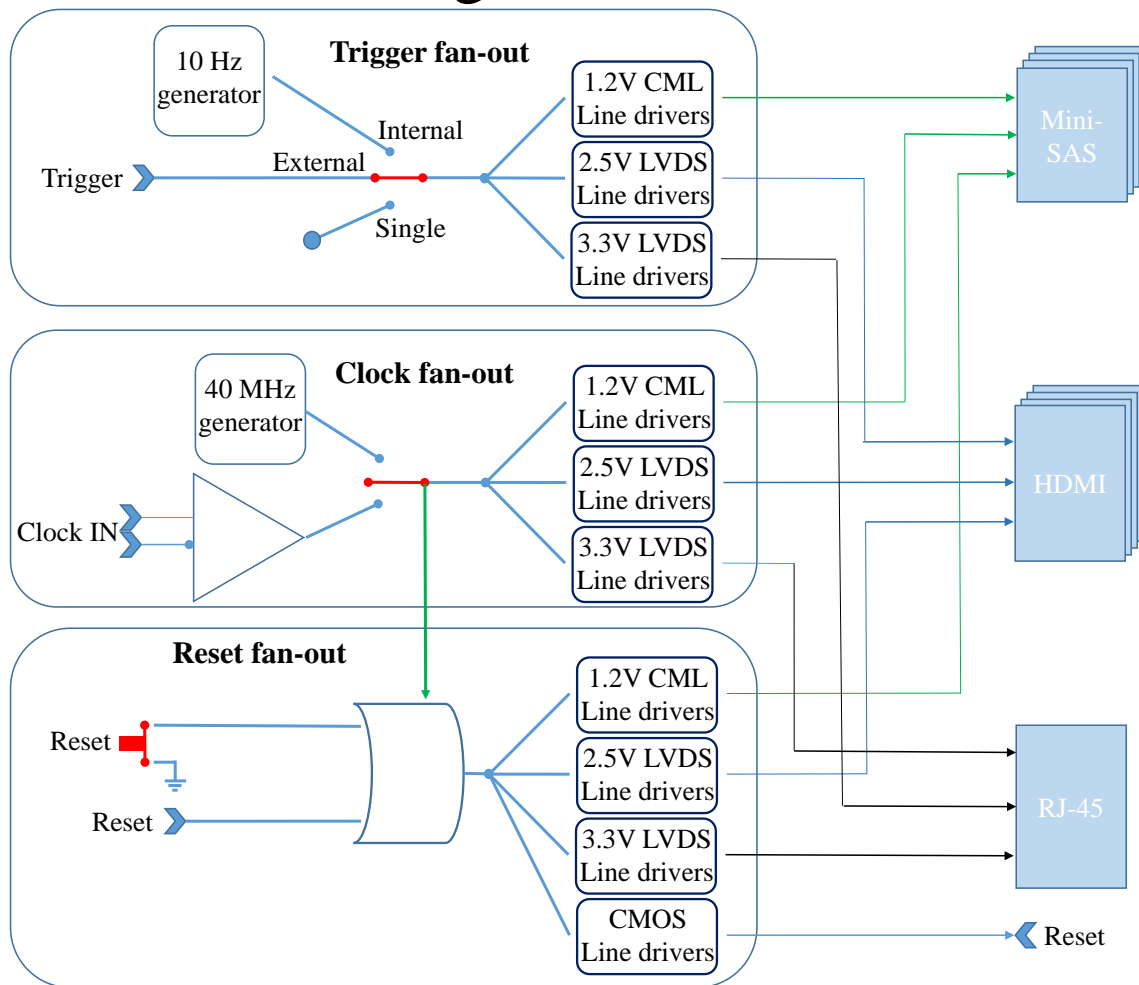 Trigger fan-out
10 Hz
generator
Internal
External
Trigger
Single
1.2V CML
Line drivers
2.5V LVDS
Line drivers
3.3V LVDS
Line drivers
Mini-
SAS
Clock fan-out
40 MHz
generator
Clock IN
1.2V CML
Line drivers
2.5V LVDS
Line drivers
3.3V LVDS
Line drivers
HDMI
Reset fan-out
Reset
Reset
1.2V CML
Line drivers
2.5V LVDS
Line drivers
3.3V LVDS
Line drivers
CMOS
Line drivers
RJ-45
Reset